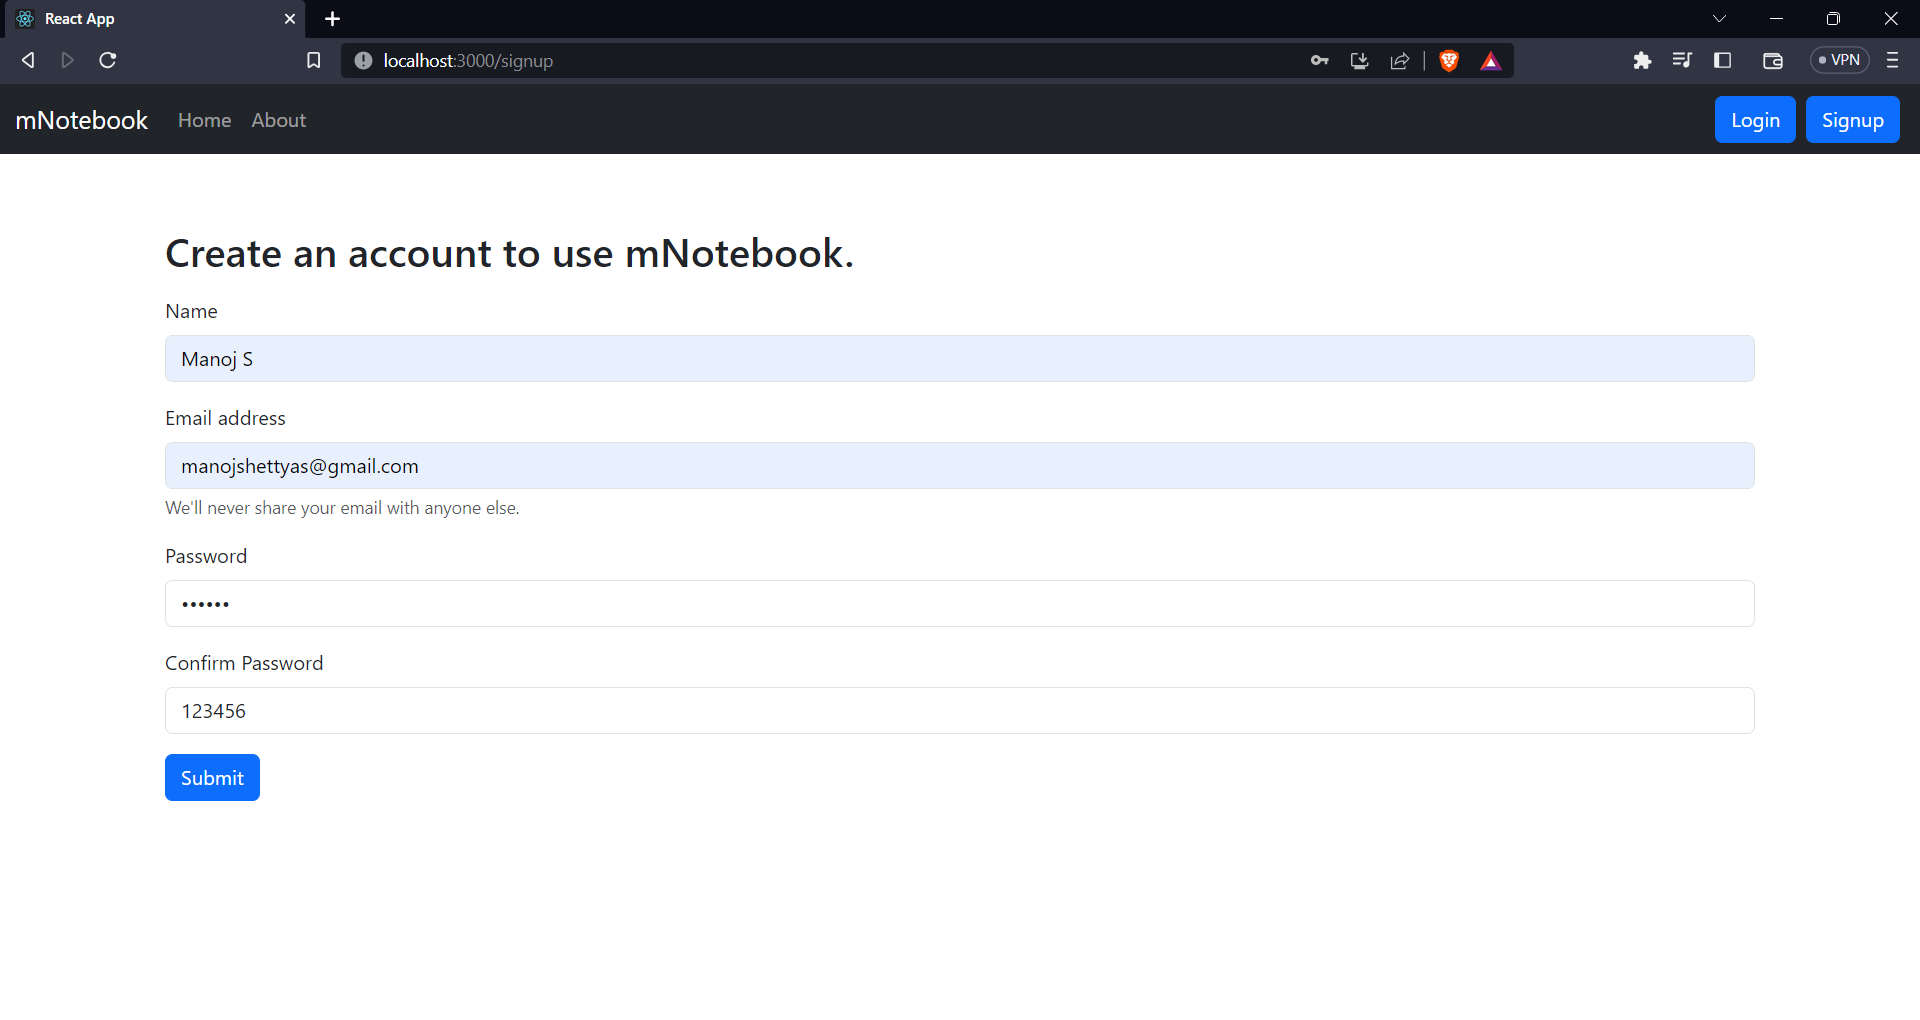 React App
localhost:3000/signup
VPN
mNotebook Home About Login Signup
Create an account to use mNotebook.
Name
Manoj S
Email address
manojshettyas@gmail.com
We'll never share your email with anyone else.
Password
••••••
Confirm Password
123456
Submit